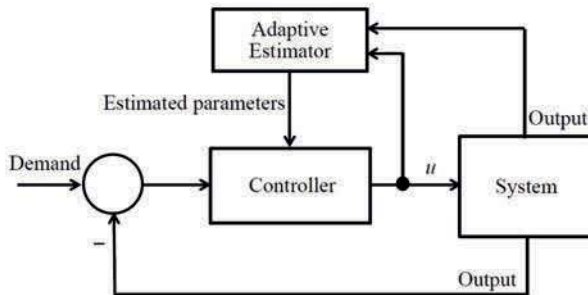 Adaptive
Estimator
Estimated parameters
Output
Demand
Controller
u
System
–
Output